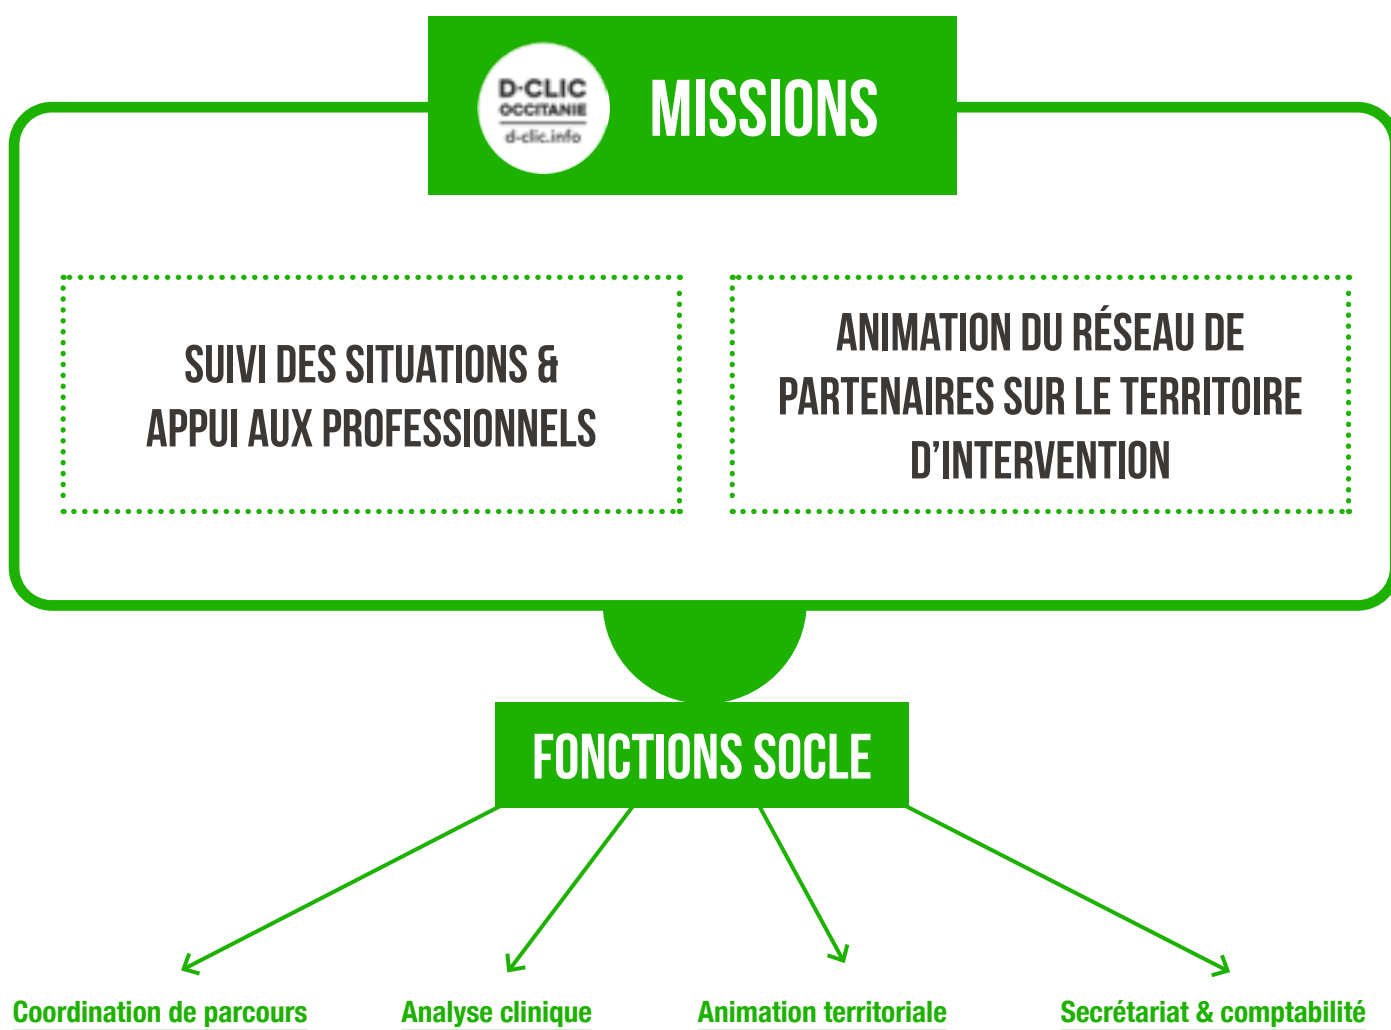 D-CLIC
OCCITANIE
d-clic.info
MISSIONS
SUIVI DES SITUATIONS &
APPUI AUX PROFESSIONNELS
ANIMATION DU RÉSEAU DE
PARTENAIRES SUR LE TERRITOIRE
D’INTERVENTION
FONCTIONS SOCLE
Coordination de parcours
Analyse clinique
Animation territoriale
Secrétariat & comptabilité